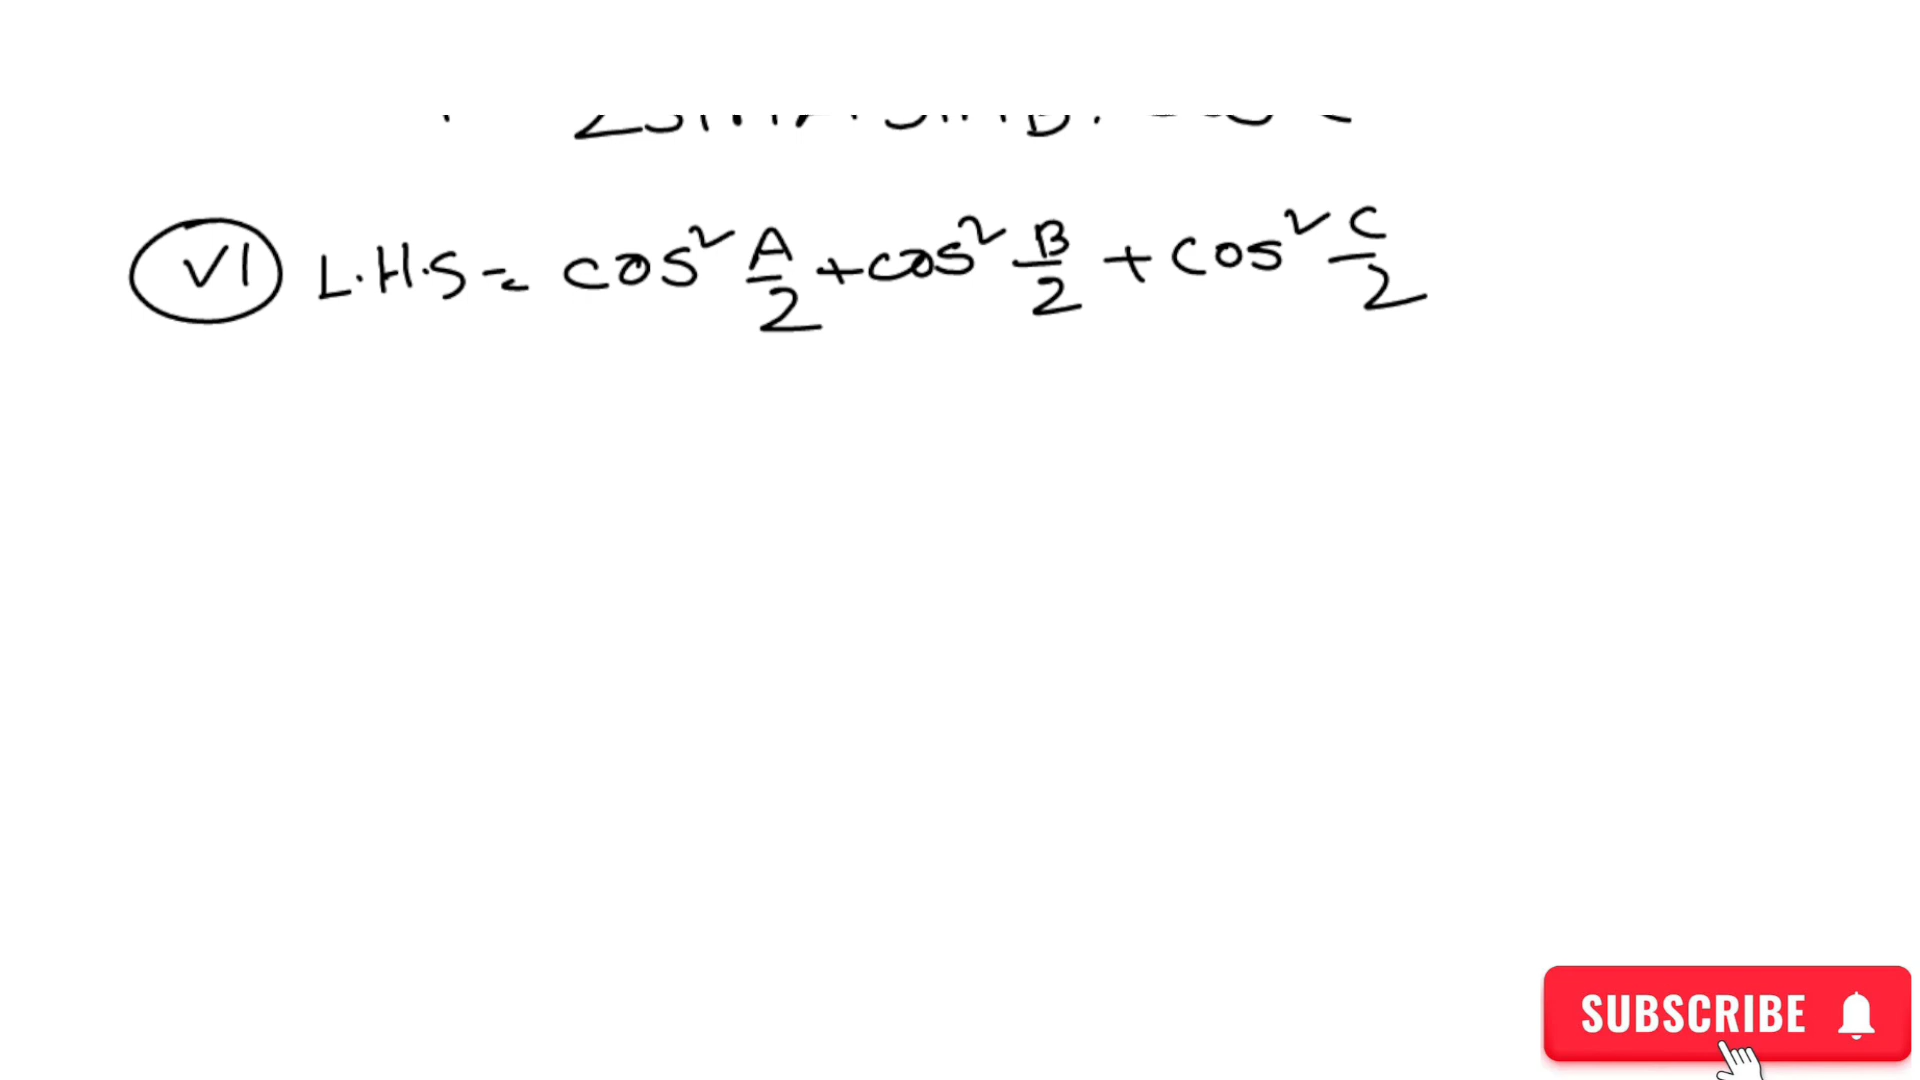 VI L.H.S = cos² A/2 + cos² B/2 + cos² C/2
SUBSCRIBE